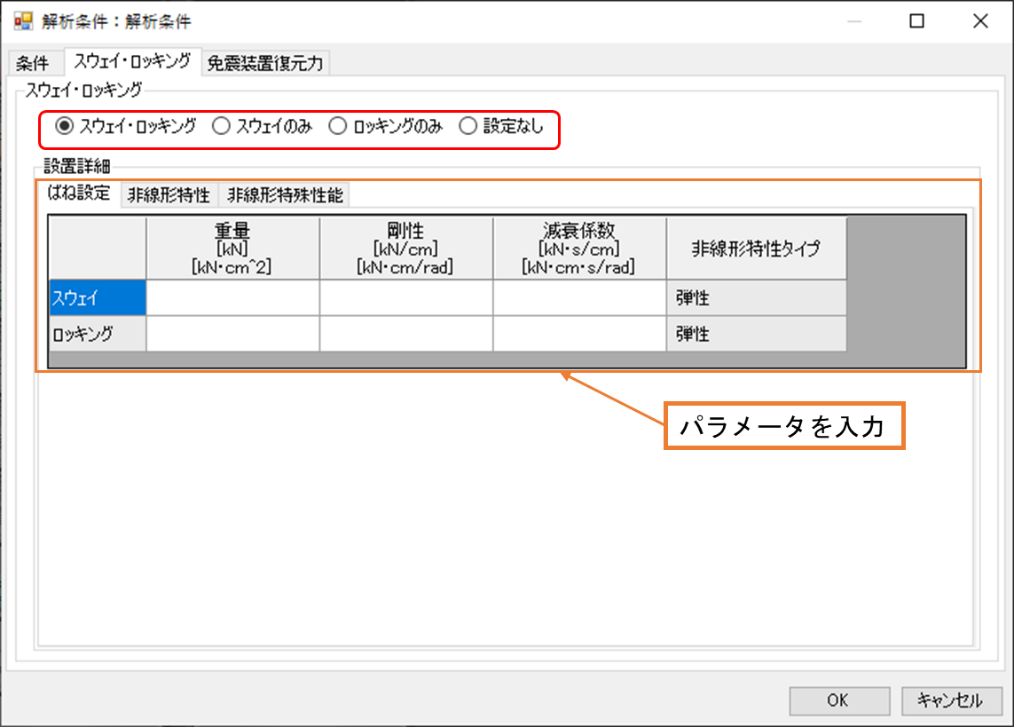 解析条件：解析条件
条件 スウェイ・ロッキング 免震装置復元力
スウェイ・ロッキング
スウェイ・ロッキング スウェイのみ ロッキングのみ 設定なし
設置詳細
ばね設定 非線形特性 非線形特殊性能
重量 剛性 減衰係数 非線形特性タイプ
[kN] [kN/cm] [kN・s/cm]
[kN・cm^2] [kN・cm/rad] [kN・cm・s/rad]
スウェイ 弾性
ロッキング 弾性
パラメータを入力
OK キャンセル